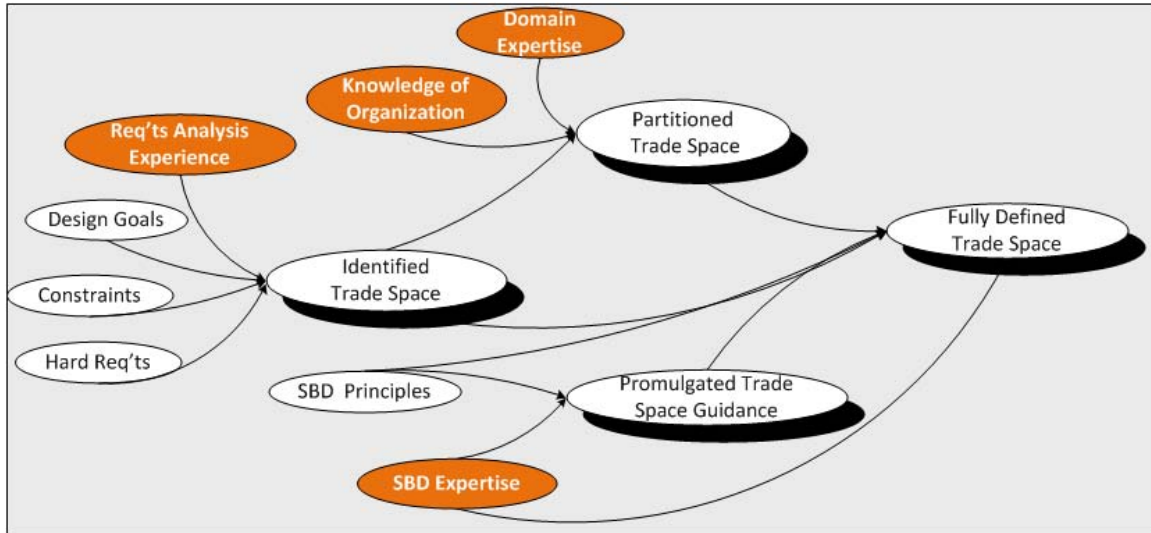 Domain
Expertise
Knowledge of
Organization
Partitioned
Trade Space
Req'ts Analysis
Experience
Design Goals
Fully Defined
Trade Space
Identified
Trade Space
Constraints
Hard Req'ts
SBD  Principles
Promulgated Trade
Space Guidance
SBD Expertise